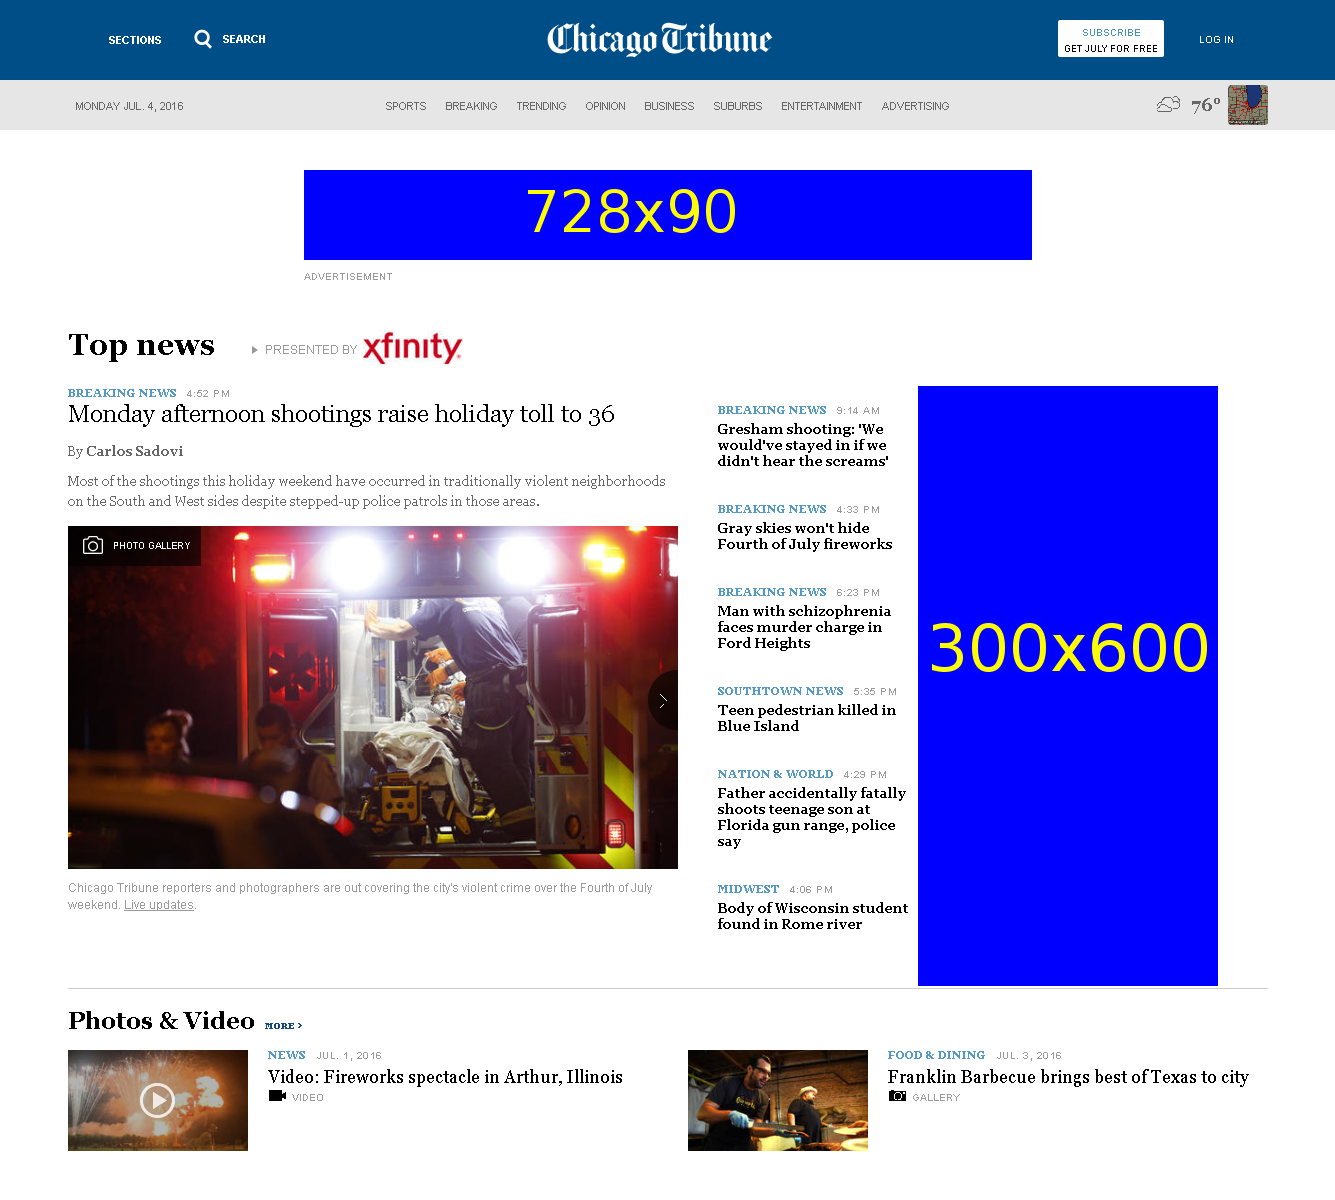 SECTIONS
SEARCH
Chicago Tribune
SUBSCRIBE
GET JULY FOR FREE
LOG IN
MONDAY JUL. 4, 2016
SPORTS BREAKING TRENDING OPINION BUSINESS SUBURBS ENTERTAINMENT ADVERTISING
76°
728x90
ADVERTISEMENT
Top news
PRESENTED BY xfinity
BREAKING NEWS 4:52 PM
Monday afternoon shootings raise holiday toll to 36
By Carlos Sadovi
Most of the shootings this holiday weekend have occurred in traditionally violent neighborhoods
on the South and West sides despite stepped-up police patrols in those areas.
PHOTO GALLERY
Chicago Tribune reporters and photographers are out covering the city's violent crime over the Fourth of July
weekend. Live updates.
BREAKING NEWS 9:14 AM
Gresham shooting: 'We
would've stayed in if we
didn't hear the screams'
BREAKING NEWS 4:33 PM
Gray skies won't hide
Fourth of July fireworks
BREAKING NEWS 6:23 PM
Man with schizophrenia
faces murder charge in
Ford Heights
SOUTHTOWN NEWS 5:35 PM
Teen pedestrian killed in
Blue Island
NATION & WORLD 4:29 PM
Father accidentally fatally
shoots teenage son at
Florida gun range, police
say
MIDWEST 4:06 PM
Body of Wisconsin student
found in Rome river
300x600
Photos & Video MORE >
NEWS JUL. 1, 2016
Video: Fireworks spectacle in Arthur, Illinois
VIDEO
FOOD & DINING JUL. 3, 2016
Franklin Barbecue brings best of Texas to city
GALLERY